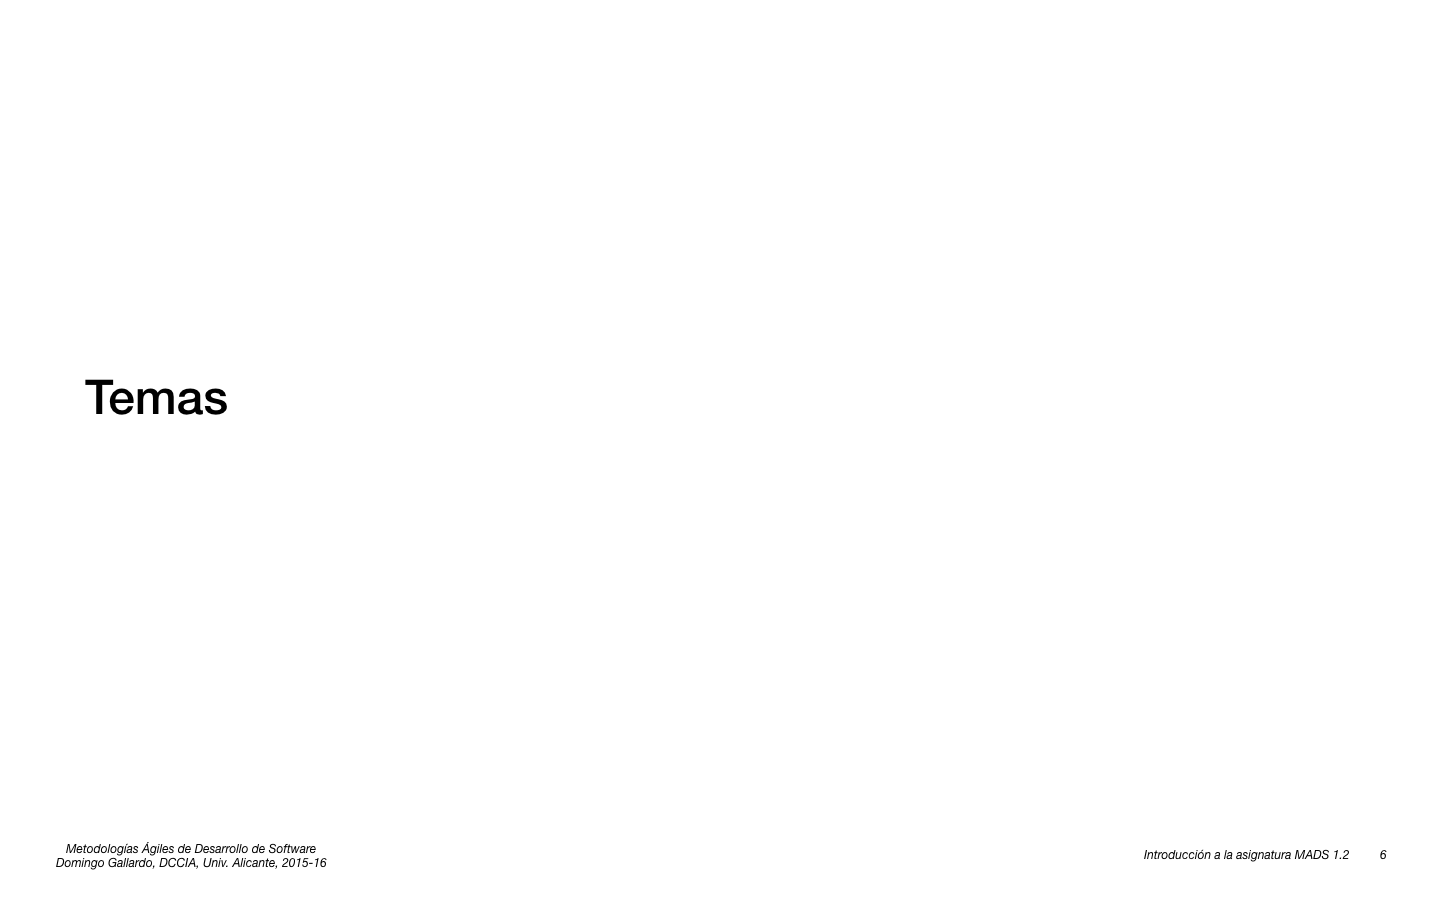 Temas
Metodologías Ágiles de Desarrollo de Software
Domingo Gallardo, DCCIA, Univ. Alicante, 2015-16
Introducción a la asignatura MADS 1.2 6